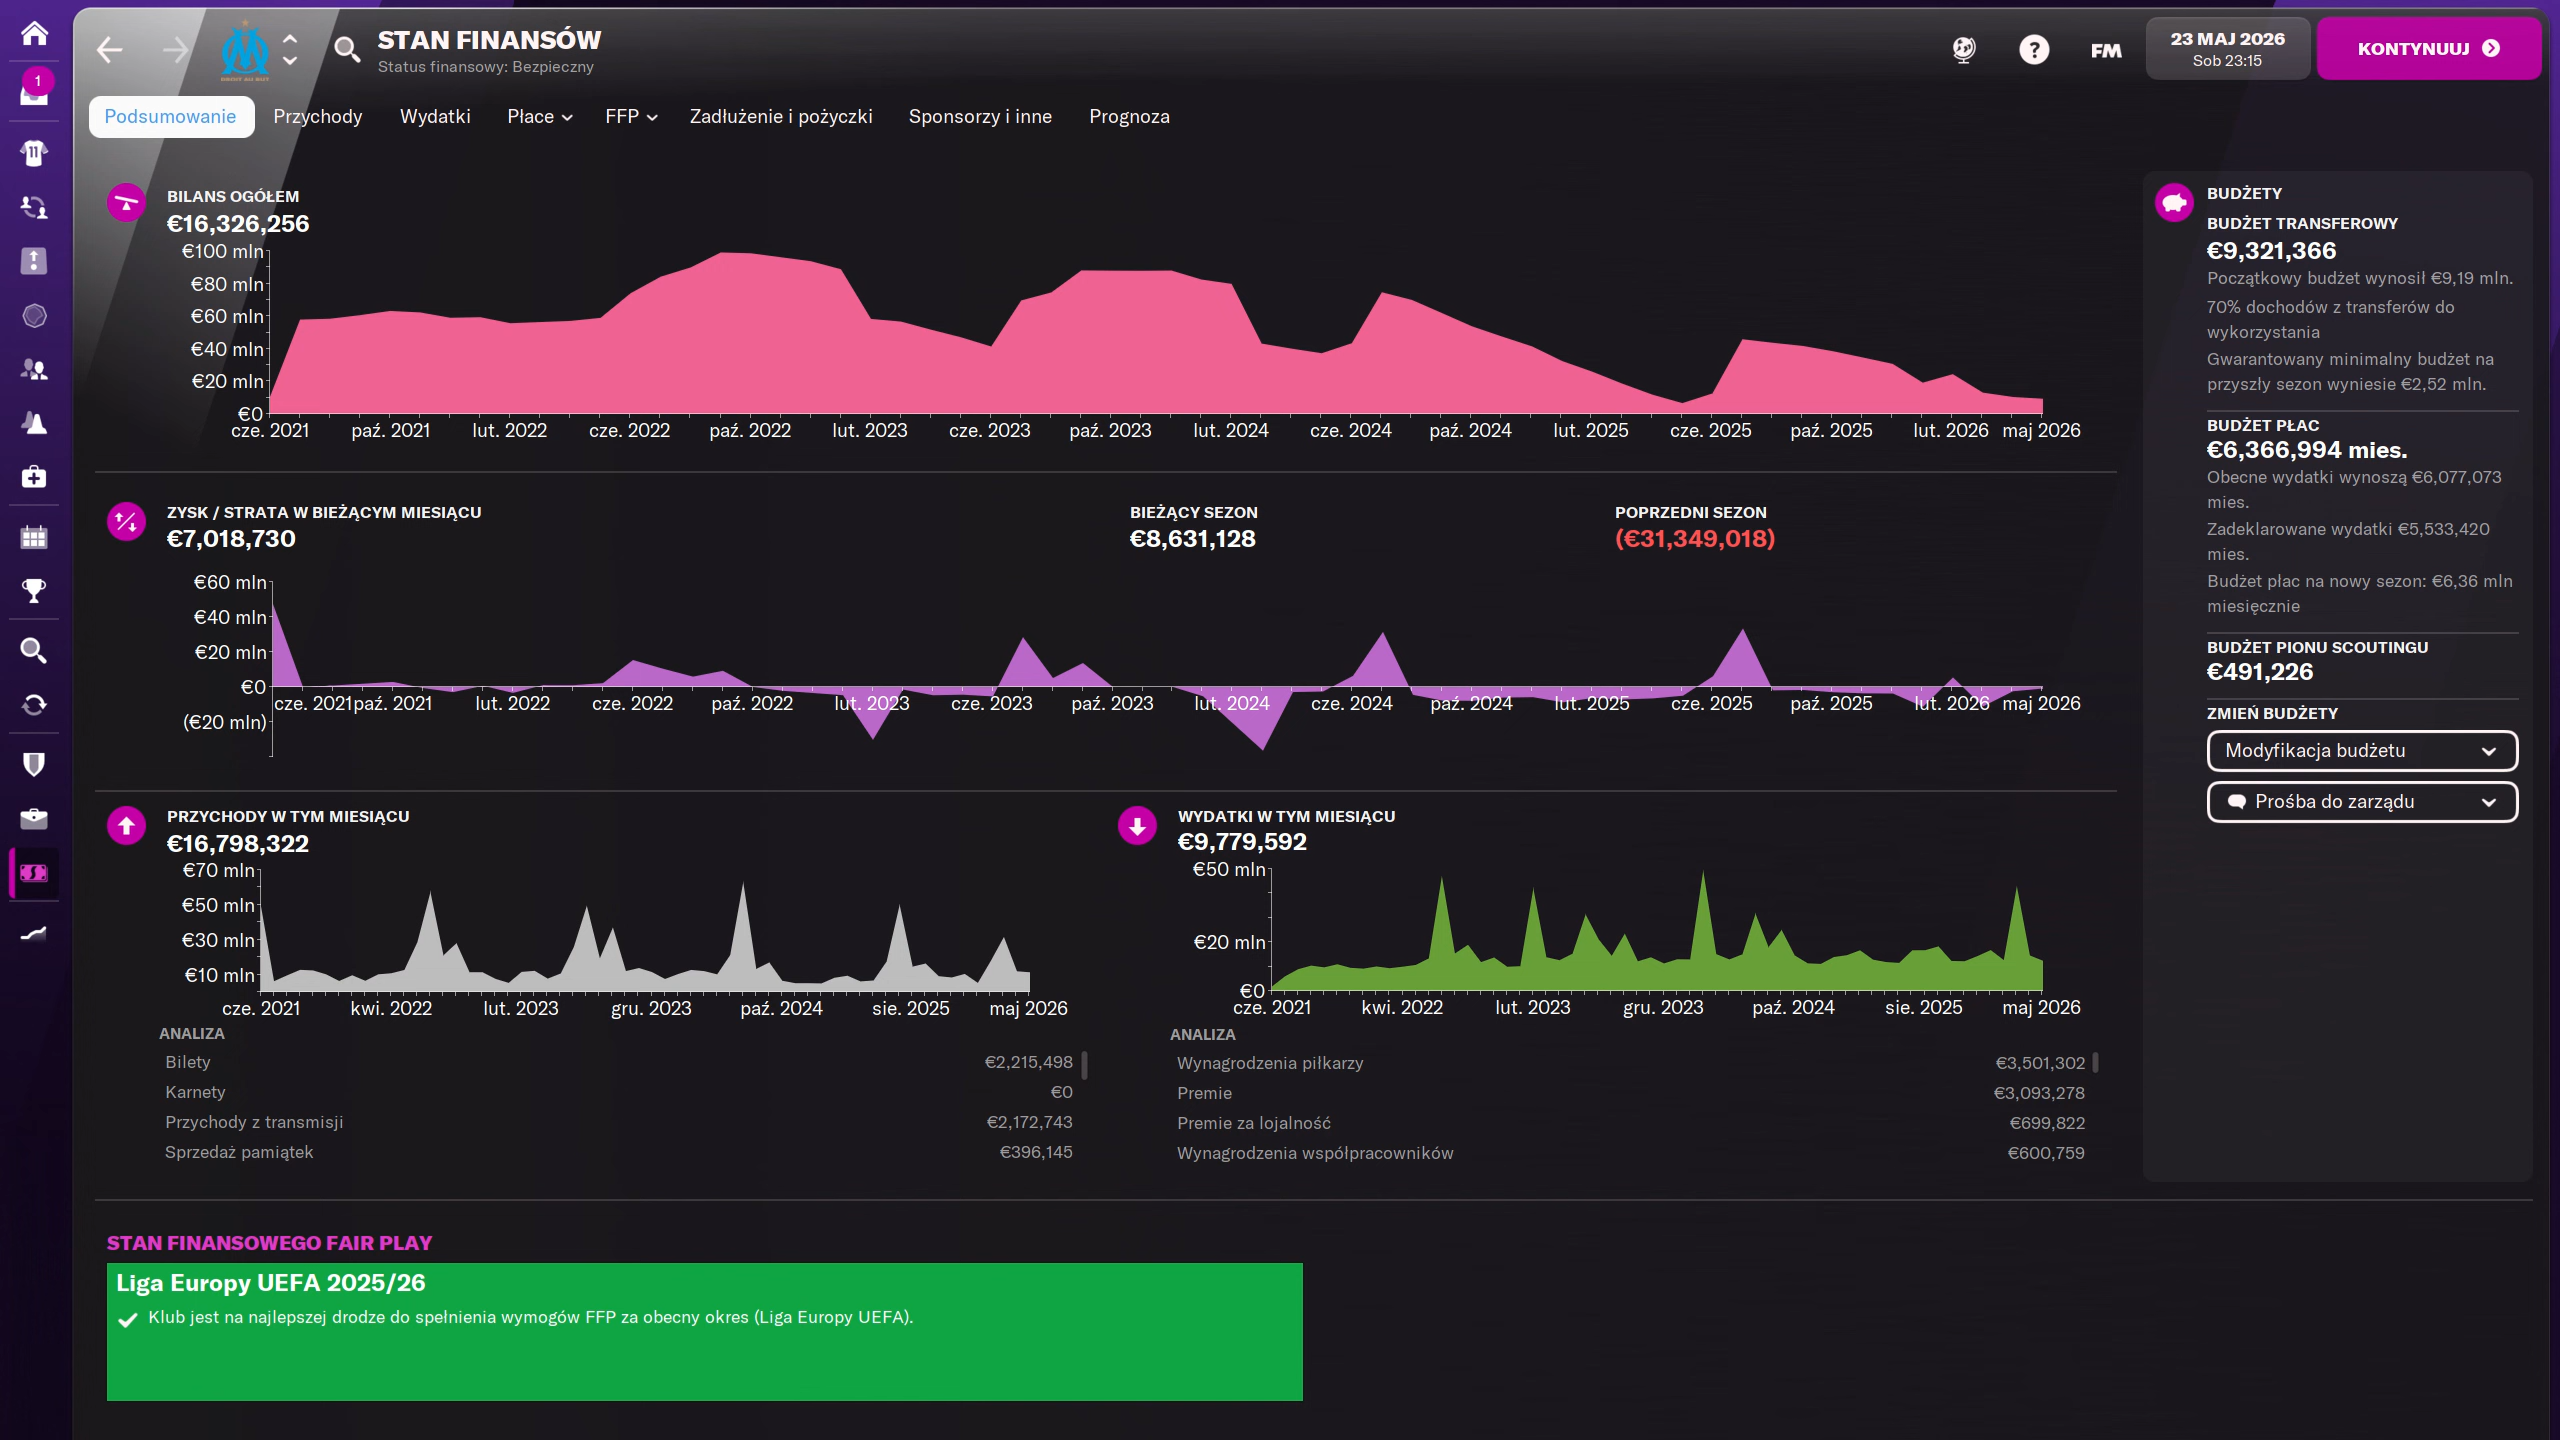 STAN FINANSÓW
Status finansowy: Bezpieczny
1
11
?
FM
23 MAJ 2026
Sob 23:15
KONTYNUUJ
Podsumowanie
Przychody
Wydatki
Płace
FFP
Zadłużenie i pożyczki
Sponsorzy i inne
Prognoza
BILANS OGÓŁEM
€16,326,256
€100 mln
€80 mln
€60 mln
€40 mln
€20 mln
€0
cze. 2021 paź. 2021 lut. 2022 cze. 2022 paź. 2022 lut. 2023 cze. 2023 paź. 2023 lut. 2024 cze. 2024 paź. 2024 lut. 2025 cze. 2025 paź. 2025 lut. 2026 maj 2026
ZYSK / STRATA W BIEŻĄCYM MIESIĄCU
€7,018,730
BIEŻĄCY SEZON
€8,631,128
POPRZEDNI SEZON
(€31,349,018)
€60 mln
€40 mln
€20 mln
€0
(€20 mln)
cze. 2021 paź. 2021 lut. 2022 cze. 2022 paź. 2022 lut. 2023 cze. 2023 paź. 2023 lut. 2024 cze. 2024 paź. 2024 lut. 2025 cze. 2025 paź. 2025 lut. 2026 maj 2026
PRZYCHODY W TYM MIESIĄCU
€16,798,322
€70 mln
€50 mln
€30 mln
€10 mln
cze. 2021 kwi. 2022 lut. 2023 gru. 2023 paź. 2024 sie. 2025 maj 2026
ANALIZA
Bilety €2,215,498
Karnety €0
Przychody z transmisji €2,172,743
Sprzedaż pamiątek €396,145
WYDATKI W TYM MIESIĄCU
€9,779,592
€50 mln
€20 mln
€0
cze. 2021 kwi. 2022 lut. 2023 gru. 2023 paź. 2024 sie. 2025 maj 2026
ANALIZA
Wynagrodzenia piłkarzy €3,501,302
Premie €3,093,278
Premie za lojalność €699,822
Wynagrodzenia współpracowników €600,759
BUDŻETY
BUDŻET TRANSFEROWY
€9,321,366
Początkowy budżet wynosił €9,19 mln.
70% dochodów z transferów do
wykorzystania
Gwarantowany minimalny budżet na
przyszły sezon wyniesie €2,52 mln.
BUDŻET PŁAC
€6,366,994 mies.
Obecne wydatki wynoszą €6,077,073
mies.
Zadeklarowane wydatki €5,533,420
mies.
Budżet płac na nowy sezon: €6,36 mln
miesięcznie
BUDŻET PIONU SCOUTINGU
€491,226
ZMIEŃ BUDŻETY
Modyfikacja budżetu
Prośba do zarządu
STAN FINANSOWEGO FAIR PLAY
Liga Europy UEFA 2025/26
Klub jest na najlepszej drodze do spełnienia wymogów FFP za obecny okres (Liga Europy UEFA).